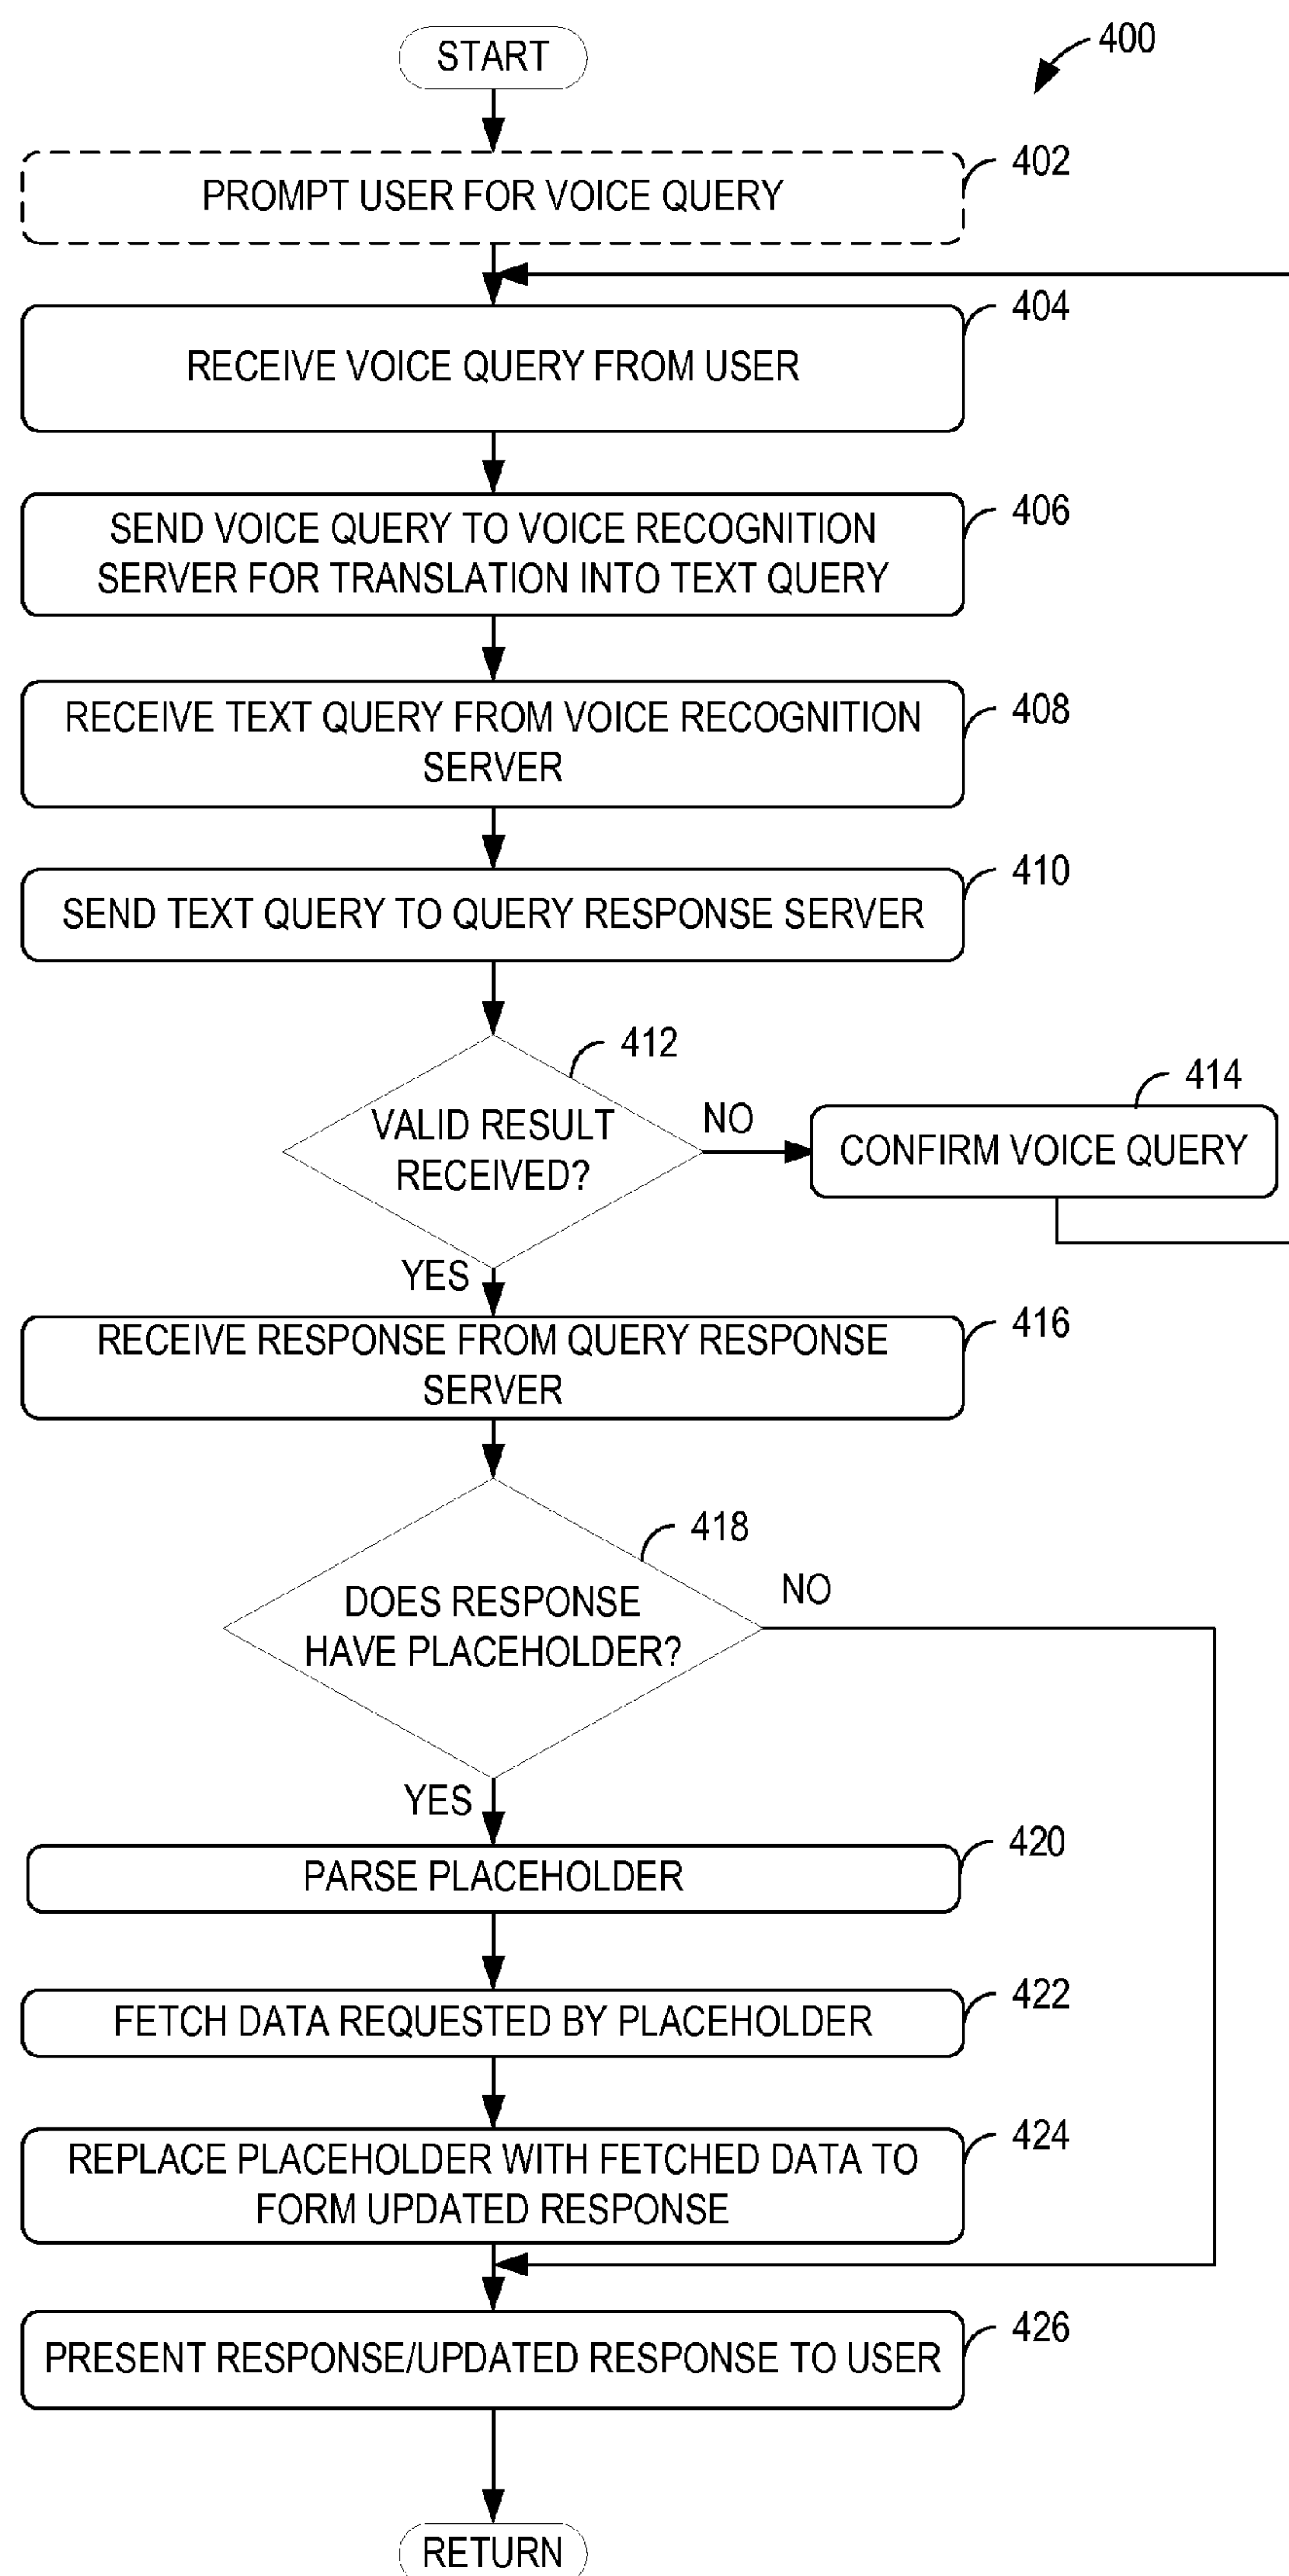 START
400
402
PROMPT USER FOR VOICE QUERY
404
RECEIVE VOICE QUERY FROM USER
406
SEND VOICE QUERY TO VOICE RECOGNITION
SERVER FOR TRANSLATION INTO TEXT QUERY
408
RECEIVE TEXT QUERY FROM VOICE RECOGNITION
SERVER
410
SEND TEXT QUERY TO QUERY RESPONSE SERVER
412
VALID RESULT
RECEIVED?
NO
414
CONFIRM VOICE QUERY
YES
416
RECEIVE RESPONSE FROM QUERY RESPONSE
SERVER
418
DOES RESPONSE
HAVE PLACEHOLDER?
NO
YES
420
PARSE PLACEHOLDER
422
FETCH DATA REQUESTED BY PLACEHOLDER
424
REPLACE PLACEHOLDER WITH FETCHED DATA TO
FORM UPDATED RESPONSE
426
PRESENT RESPONSE/UPDATED RESPONSE TO USER
RETURN